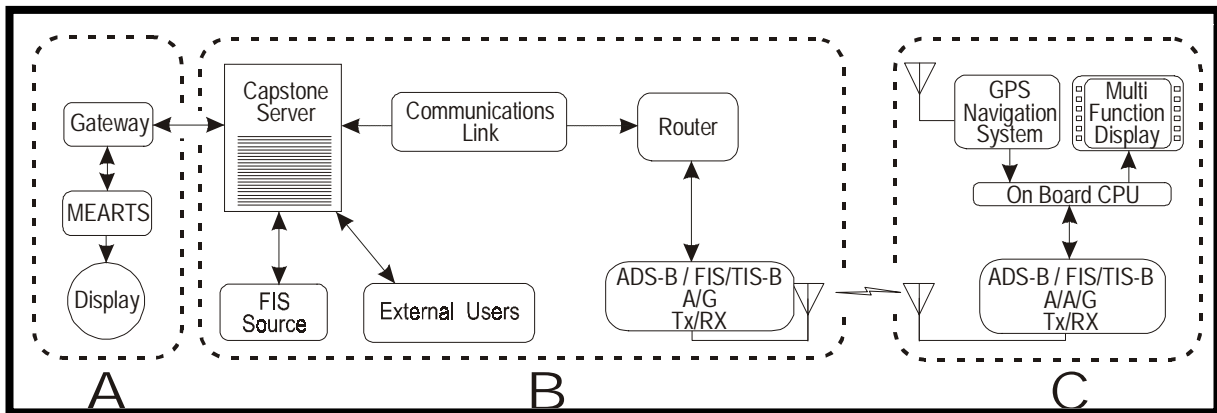 Gateway
MEARTS
Display
A
Capstone
Server
Communications
Link
Router
FIS
Source
External Users
ADS-B / FIS/TIS-B
A/G
Tx/RX
B
GPS
Navigation
System
Multi
Function
Display
On Board CPU
ADS-B / FIS/TIS-B
A/A/G
Tx/RX
C